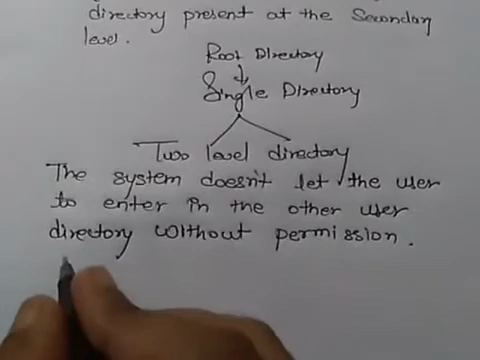 directory present at the Secondary
level.
Root Directory
Single Directory
Two level directory
The system doesn't let the user
to enter in the other user
directory without permission.